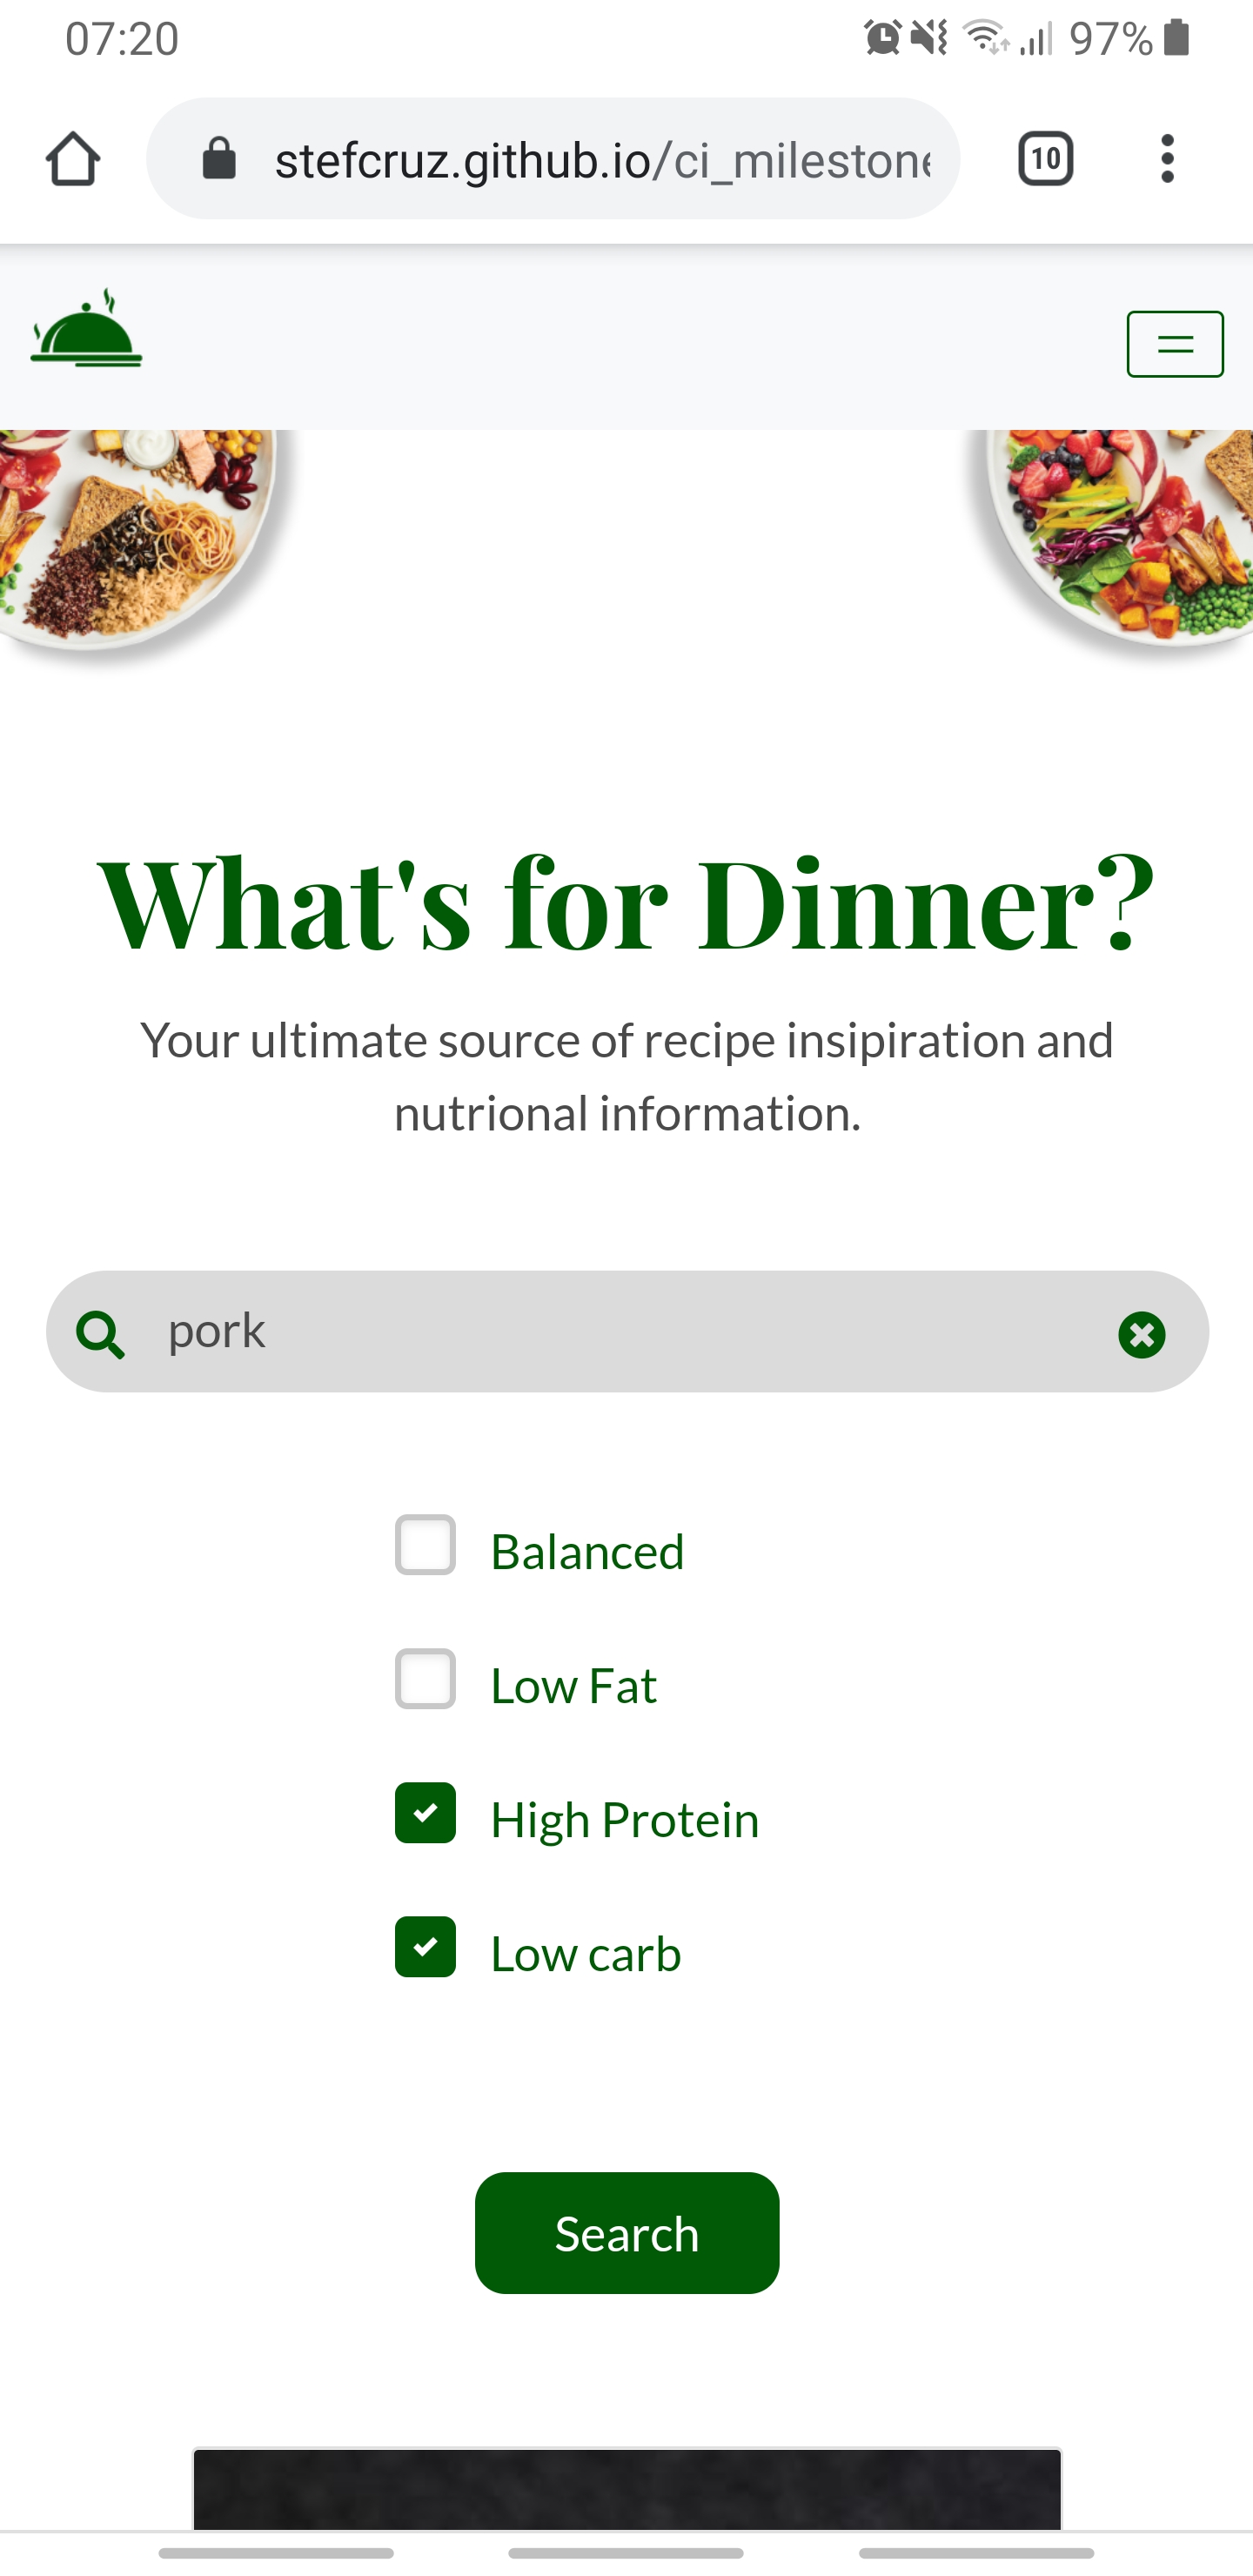 07:20
97%
stefcruz.github.io/ci_milestone
10
What's for Dinner?
Your ultimate source of recipe insipiration and
nutrional information.
pork
Balanced
Low Fat
High Protein
Low carb
Search